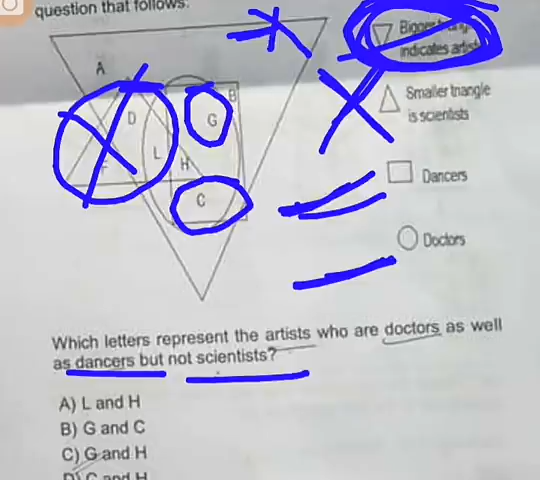 question that follows:
A
B
D
G
L
H
C
Smaller triangle
is scientists
Dancers
Doctors
indicates
Which letters represent the artists who are doctors as well
as dancers but not scientists?
A) L and H
B) G and C
C) G and H
D) C and H